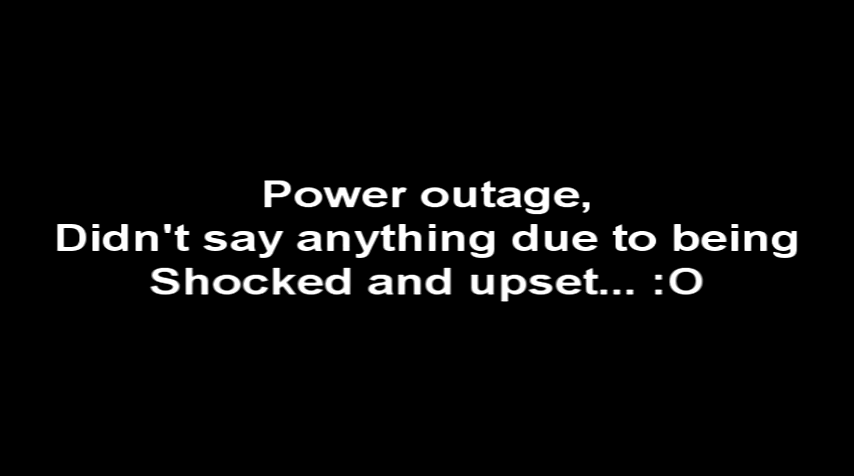 Power outage,
Didn't say anything due to being
Shocked and upset... :O